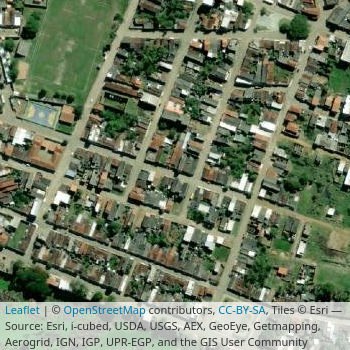 Leaflet | © OpenStreetMap contributors, CC-BY-SA, Tiles © Esri —
Source: Esri, i-cubed, USDA, USGS, AEX, GeoEye, Getmapping,
Aerogrid, IGN, IGP, UPR-EGP, and the GIS User Community